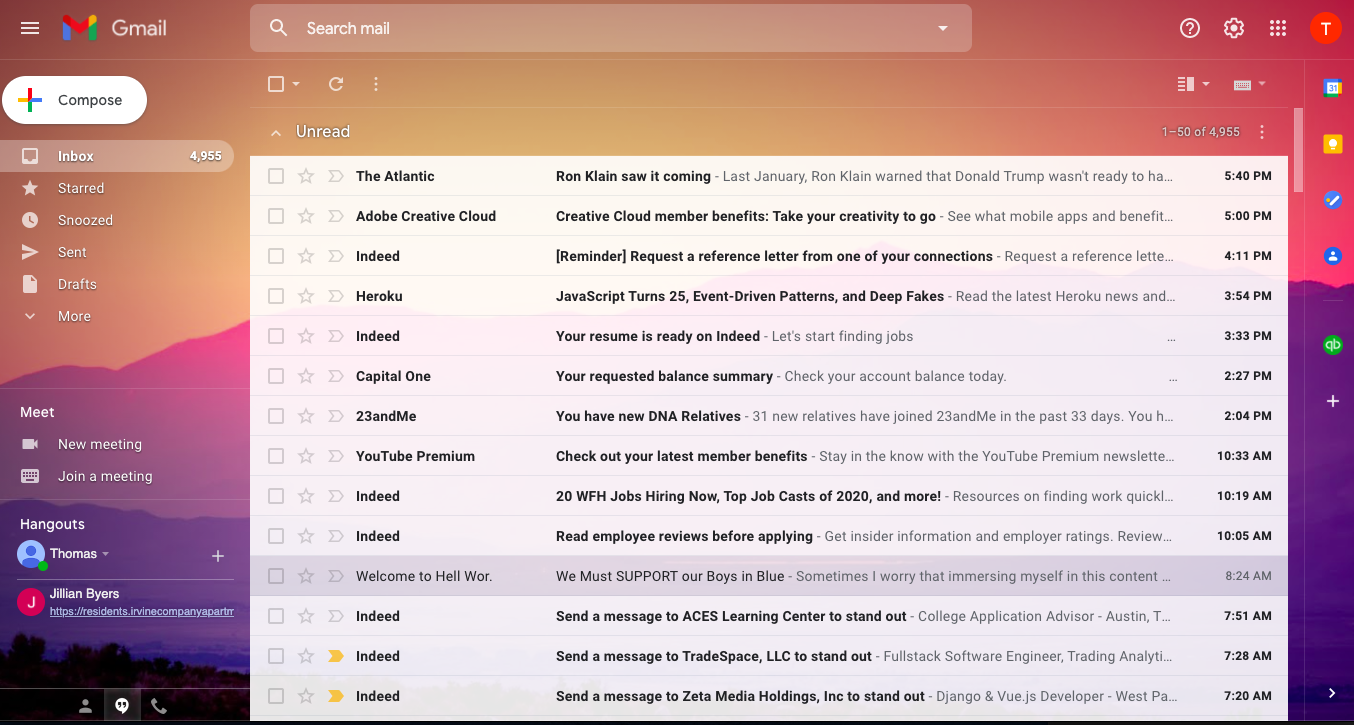 Gmail
Search mail
T
Compose
31
Unread
1–50 of 4,955
Inbox 4,955
Starred
Snoozed
Sent
Drafts
More
The Atlantic Ron Klain saw it coming - Last January, Ron Klain warned that Donald Trump wasn't ready to ha… 5:40 PM
Adobe Creative Cloud Creative Cloud member benefits: Take your creativity to go - See what mobile apps and benefit… 5:00 PM
Indeed [Reminder] Request a reference letter from one of your connections - Request a reference lette… 4:11 PM
Heroku JavaScript Turns 25, Event-Driven Patterns, and Deep Fakes - Read the latest Heroku news and… 3:54 PM
Indeed Your resume is ready on Indeed - Let's start finding jobs … 3:33 PM
qb
Capital One Your requested balance summary - Check your account balance today. … 2:27 PM
23andMe You have new DNA Relatives - 31 new relatives have joined 23andMe in the past 33 days. You h… 2:04 PM
YouTube Premium Check out your latest member benefits - Stay in the know with the YouTube Premium newslette… 10:33 AM
Indeed 20 WFH Jobs Hiring Now, Top Job Casts of 2020, and more! - Resources on finding work quickl… 10:19 AM
Indeed Read employee reviews before applying - Get insider information and employer ratings. Review… 10:05 AM
Welcome to Hell Wor. We Must SUPPORT our Boys in Blue - Sometimes I worry that immersing myself in this content … 8:24 AM
Indeed Send a message to ACES Learning Center to stand out - College Application Advisor - Austin, T… 7:51 AM
Indeed Send a message to TradeSpace, LLC to stand out - Fullstack Software Engineer, Trading Analyti… 7:28 AM
Indeed Send a message to Zeta Media Holdings, Inc to stand out - Django & Vue.js Developer - West Pa… 7:20 AM
Meet
New meeting
Join a meeting
Hangouts
Thomas
J
Jillian Byers
https://residents.irvinecompanyapartm